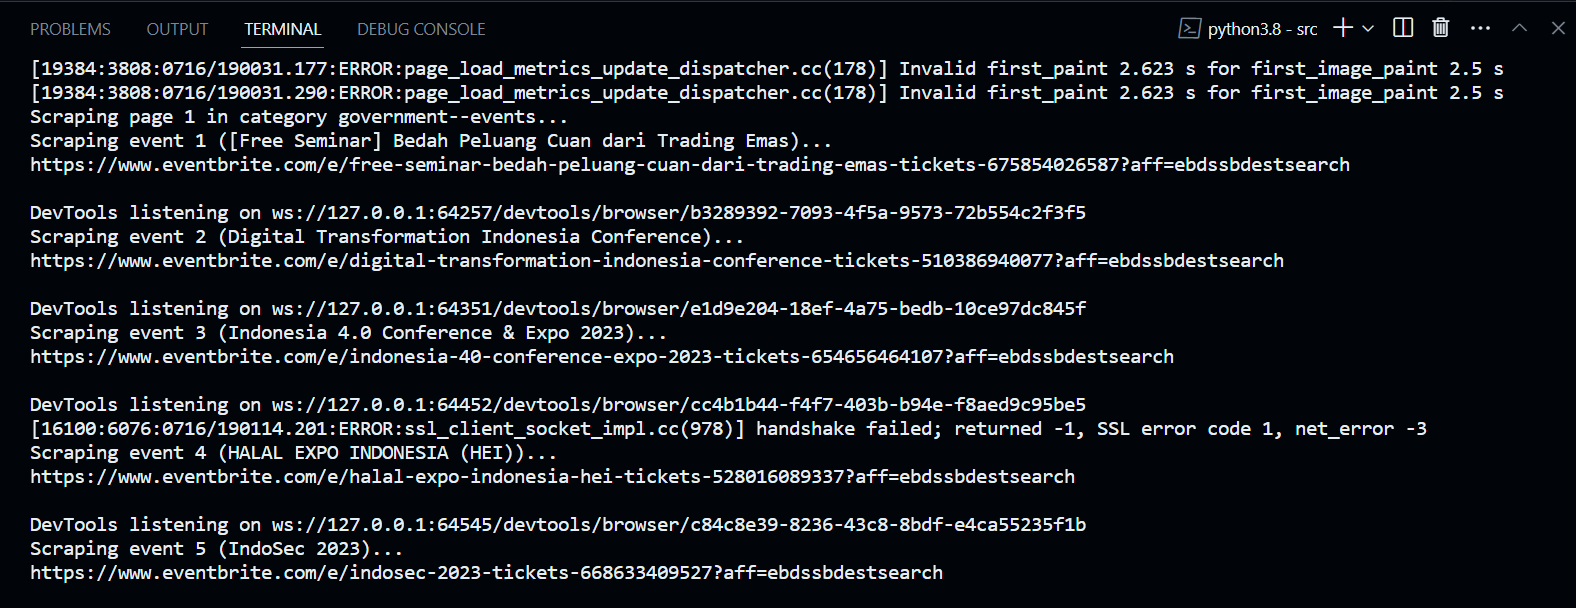 PROBLEMS OUTPUT TERMINAL DEBUG CONSOLE python3.8 - src
[19384:3808:0716/190031.177:ERROR:page_load_metrics_update_dispatcher.cc(178)] Invalid first_paint 2.623 s for first_image_paint 2.5 s
[19384:3808:0716/190031.290:ERROR:page_load_metrics_update_dispatcher.cc(178)] Invalid first_paint 2.623 s for first_image_paint 2.5 s
Scraping page 1 in category government--events...
Scraping event 1 ([Free Seminar] Bedah Peluang Cuan dari Trading Emas)...
https://www.eventbrite.com/e/free-seminar-bedah-peluang-cuan-dari-trading-emas-tickets-675854026587?aff=ebdssbdestsearch
DevTools listening on ws://127.0.0.1:64257/devtools/browser/b3289392-7093-4f5a-9573-72b554c2f3f5
Scraping event 2 (Digital Transformation Indonesia Conference)...
https://www.eventbrite.com/e/digital-transformation-indonesia-conference-tickets-510386940077?aff=ebdssbdestsearch
DevTools listening on ws://127.0.0.1:64351/devtools/browser/e1d9e204-18ef-4a75-bedb-10ce97dc845f
Scraping event 3 (Indonesia 4.0 Conference & Expo 2023)...
https://www.eventbrite.com/e/indonesia-40-conference-expo-2023-tickets-654656464107?aff=ebdssbdestsearch
DevTools listening on ws://127.0.0.1:64452/devtools/browser/cc4b1b44-f4f7-403b-b94e-f8aed9c95be5
[16100:6076:0716/190114.201:ERROR:ssl_client_socket_impl.cc(978)] handshake failed; returned -1, SSL error code 1, net_error -3
Scraping event 4 (HALAL EXPO INDONESIA (HEI))...
https://www.eventbrite.com/e/halal-expo-indonesia-hei-tickets-528016089337?aff=ebdssbdestsearch
DevTools listening on ws://127.0.0.1:64545/devtools/browser/c84c8e39-8236-43c8-8bdf-e4ca55235f1b
Scraping event 5 (IndoSec 2023)...
https://www.eventbrite.com/e/indosec-2023-tickets-668633409527?aff=ebdssbdestsearch